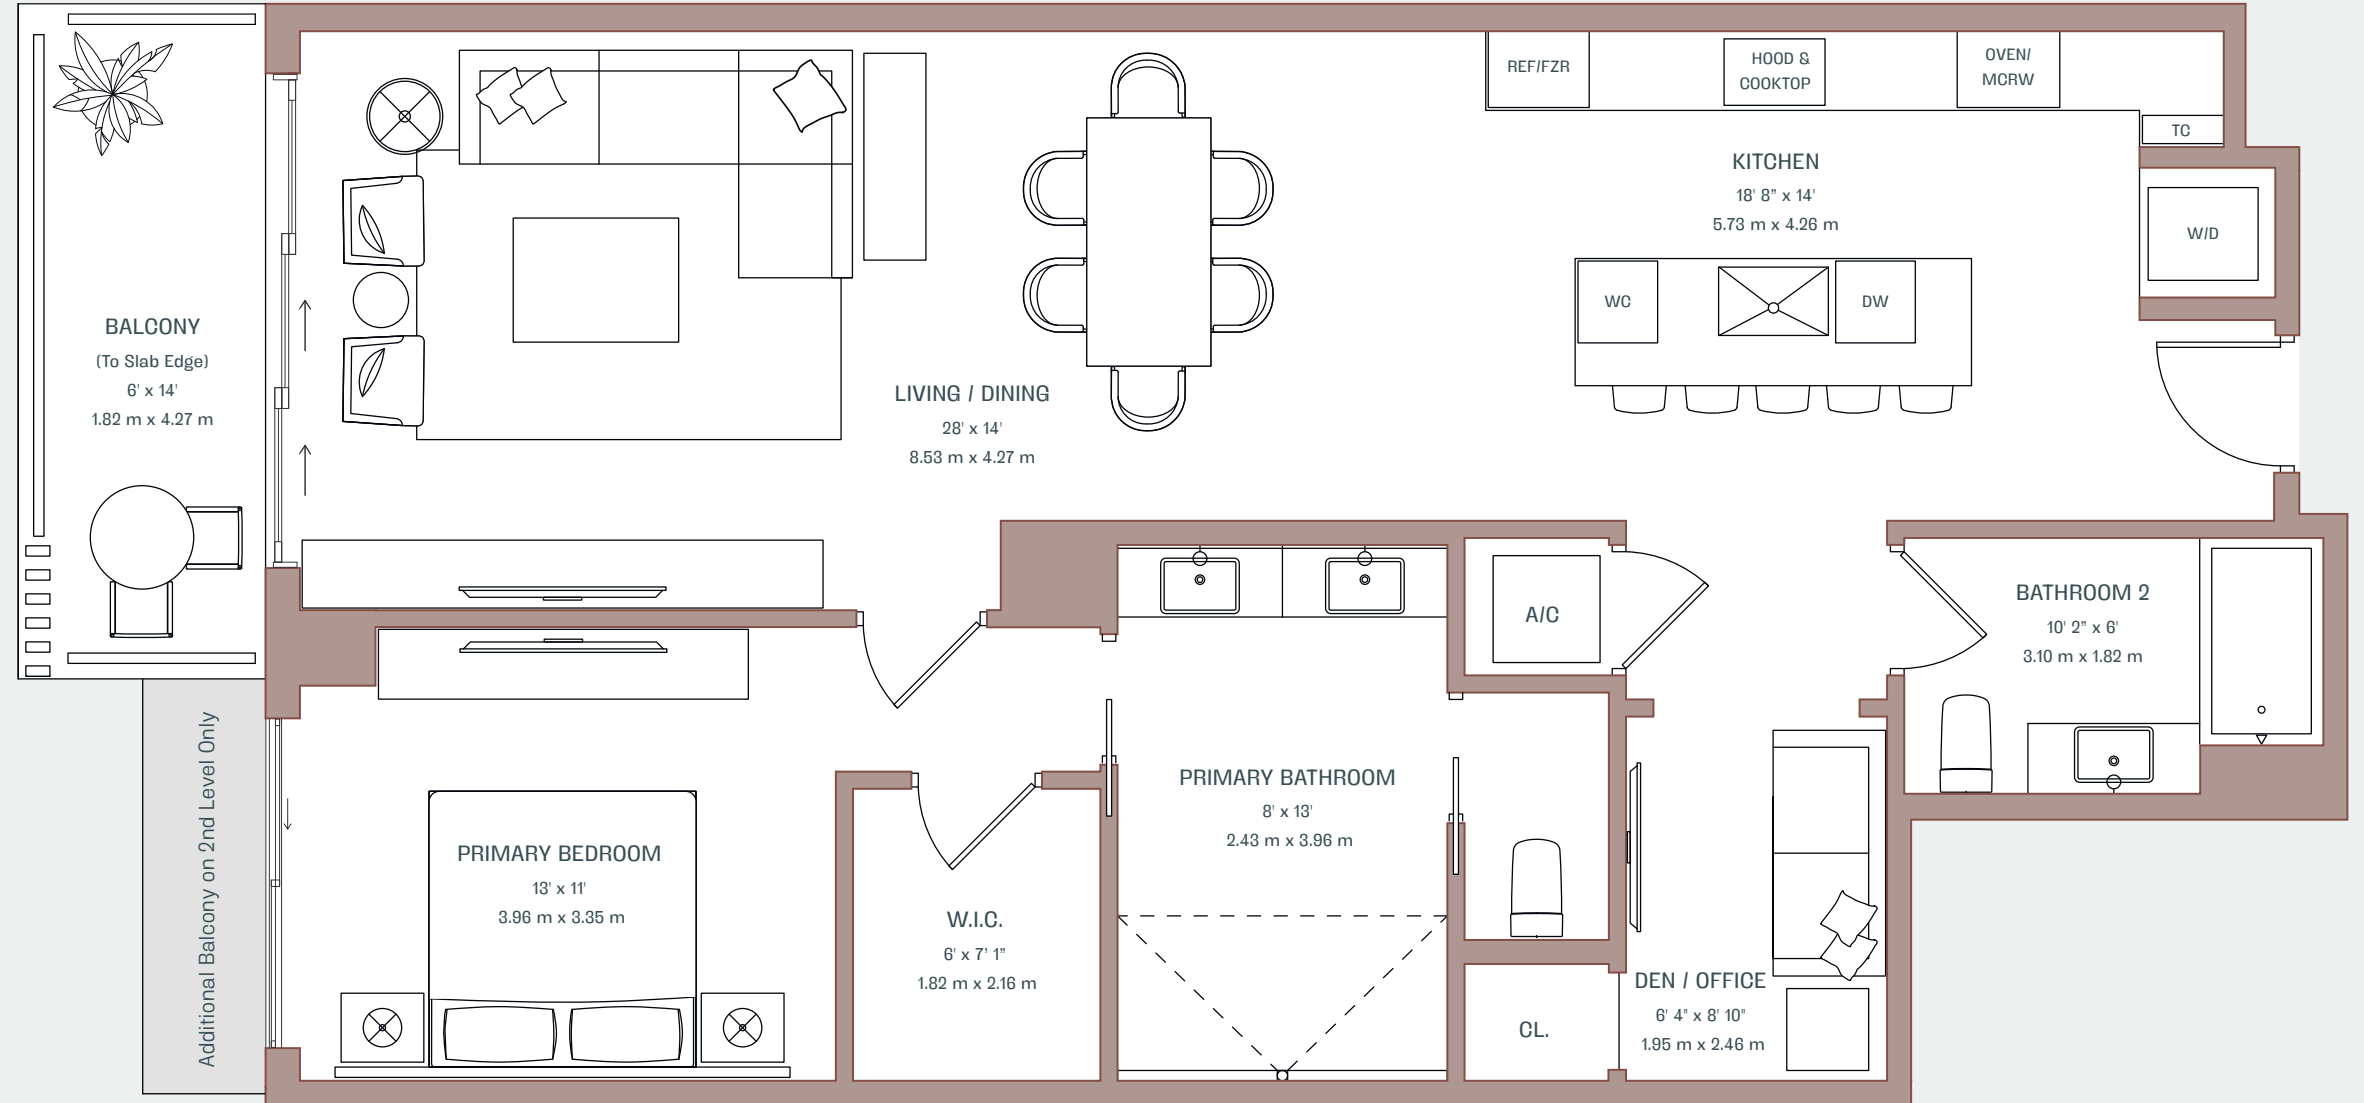 REF/FZR
HOOD &
COOKTOP
OVEN/
MCRW
TC
KITCHEN
18' 8" x 14'
5.73 m x 4.26 m
W/D
WC
DW
BALCONY
(To Slab Edge)
6' x 14'
1.82 m x 4.27 m
LIVING / DINING
28' x 14'
8.53 m x 4.27 m
A/C
BATHROOM 2
10' 2" x 6'
3.10 m x 1.82 m
Additional Balcony on 2nd Level Only
PRIMARY BEDROOM
13' x 11'
3.96 m x 3.35 m
W.I.C.
6' x 7' 1"
1.82 m x 2.16 m
PRIMARY BATHROOM
8' x 13'
2.43 m x 3.96 m
CL.
DEN / OFFICE
6' 4" x 8' 10"
1.95 m x 2.46 m